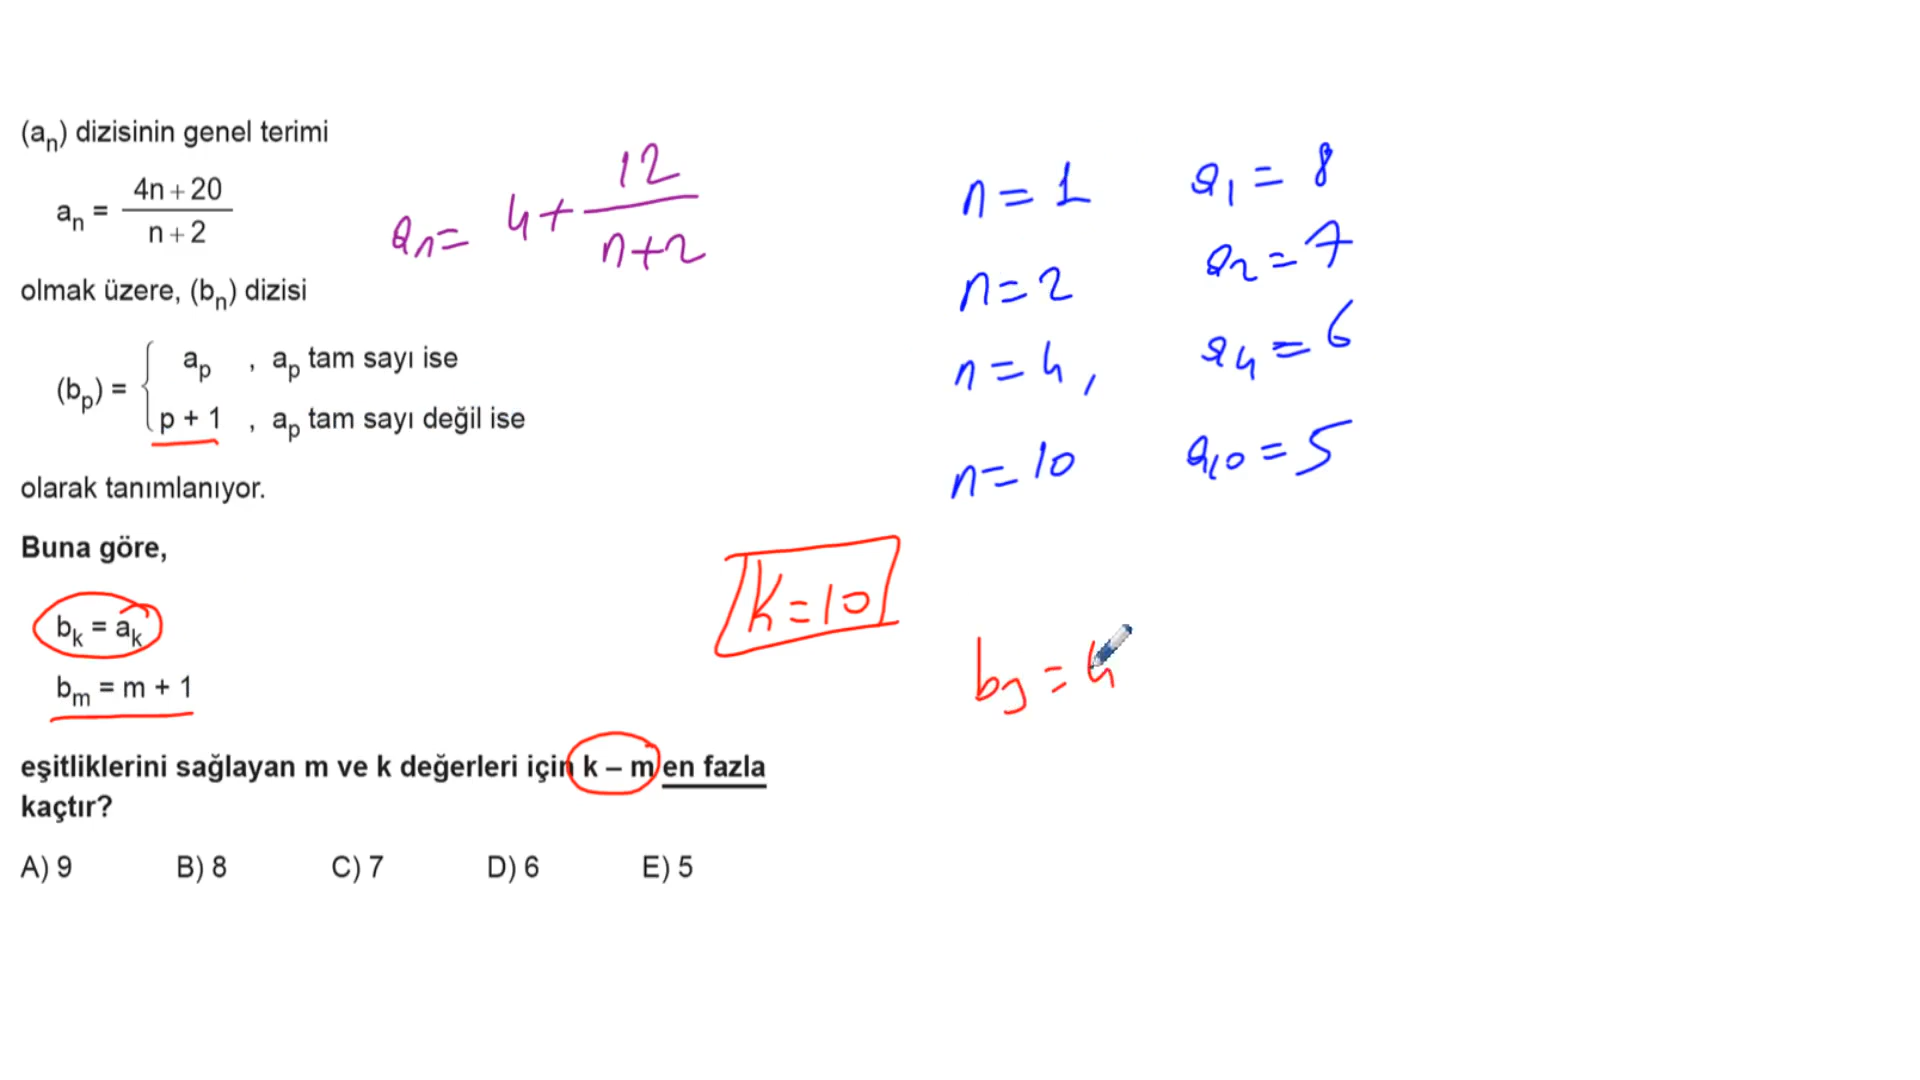 (aₙ) dizisinin genel terimi
aₙ = (4n + 20) / (n + 2)
olmak üzere, (bₙ) dizisi
(bₚ) = { aₚ , aₚ tam sayı ise
p + 1 , aₚ tam sayı değil ise
olarak tanımlanıyor.
Buna göre,
bₖ = aₖ
bₘ = m + 1
eşitliklerini sağlayan m ve k değerleri için k – m en fazla
kaçtır?
A) 9 B) 8 C) 7 D) 6 E) 5
aₙ = 4 + 12 / (n + 2)
n = 1 a₁ = 8
n = 2 a₂ = 7
n = 4, a₄ = 6
n = 10 a₁₀ = 5
k = 10
b₃ = 4